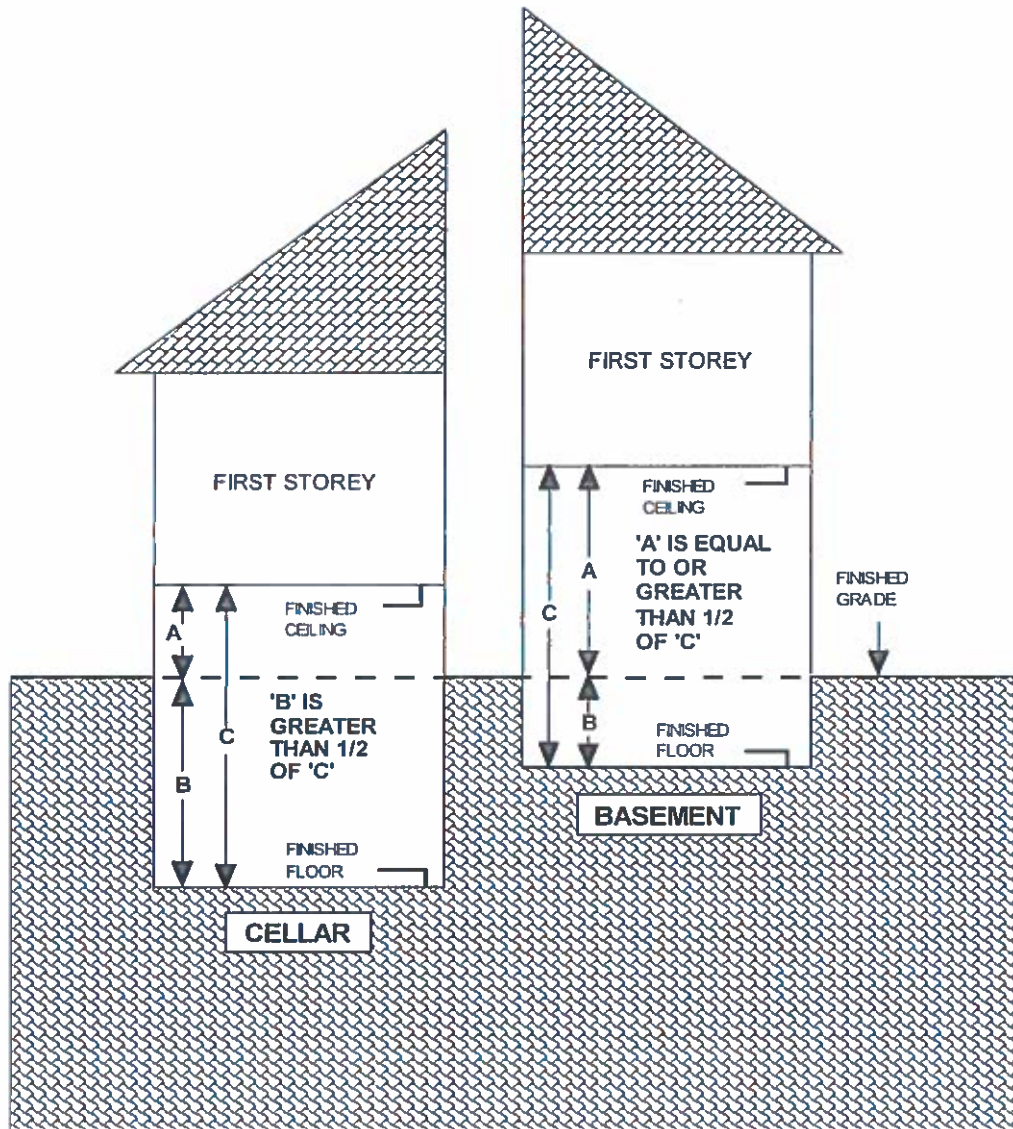 FIRST STOREY
FINISHED
CEILING
A
C
'B' IS
GREATER
THAN 1/2
OF 'C'
B
FINISHED
FLOOR
CELLAR
FIRST STOREY
FINISHED
CEILING
'A' IS EQUAL
TO OR
GREATER
THAN 1/2
OF 'C'
A
C
B
FINISHED
FLOOR
BASEMENT
FINISHED
GRADE